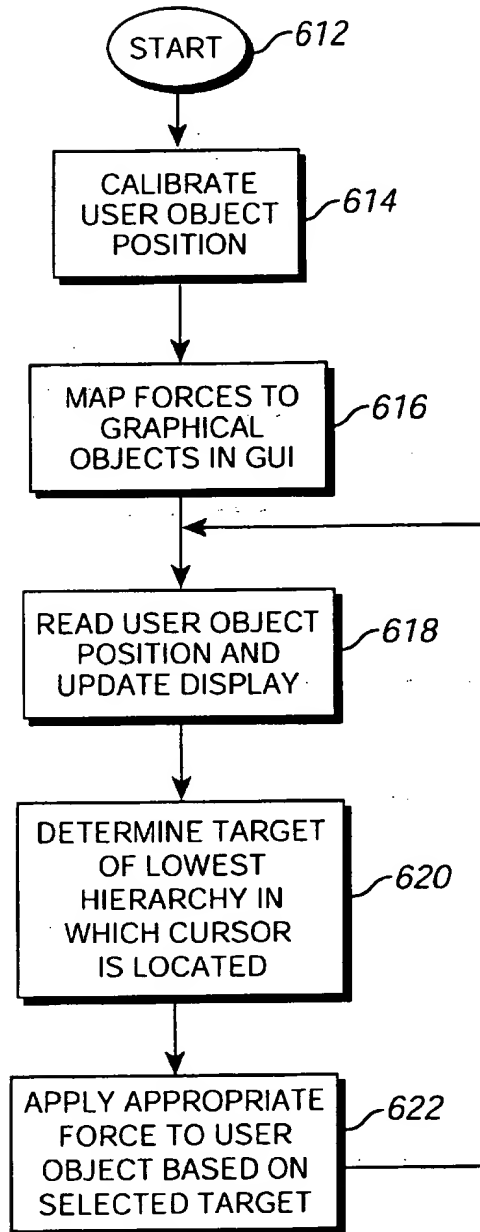 START
612
CALIBRATE
USER OBJECT
POSITION
614
MAP FORCES TO
GRAPHICAL
OBJECTS IN GUI
616
READ USER OBJECT
POSITION AND
UPDATE DISPLAY
618
DETERMINE TARGET
OF LOWEST
HIERARCHY IN
WHICH CURSOR
IS LOCATED
620
APPLY APPROPRIATE
FORCE TO USER
OBJECT BASED ON
SELECTED TARGET
622